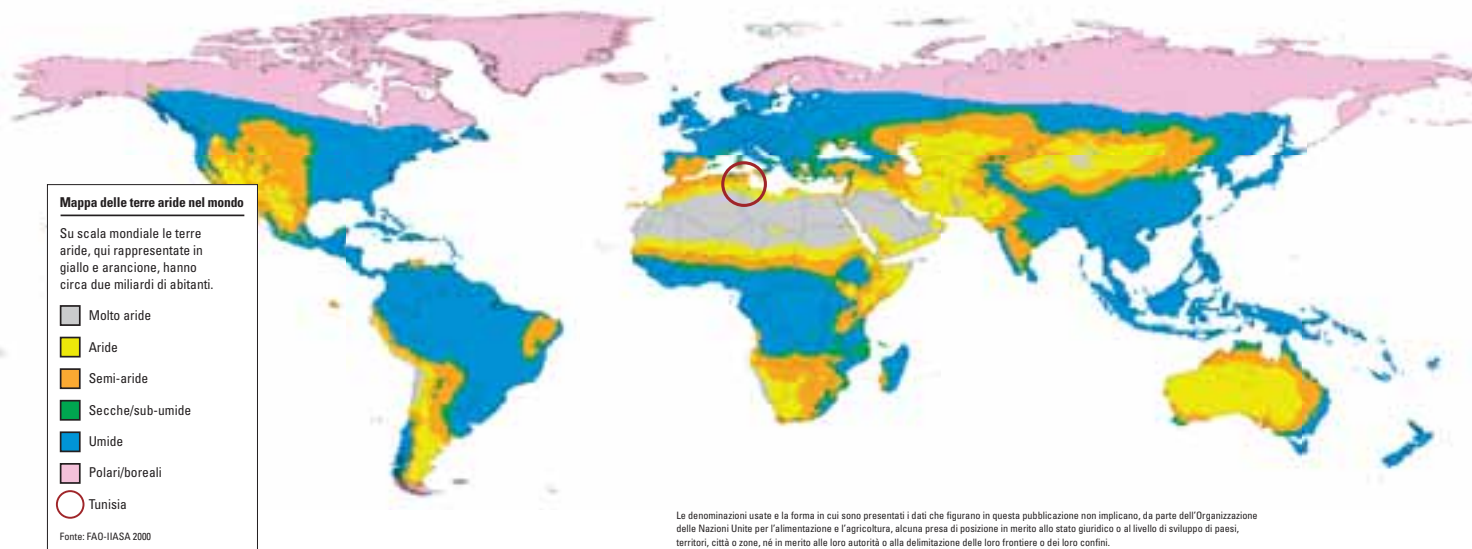 Mappa delle terre aride nel mondo
Su scala mondiale le terre
aride, qui rappresentate in
giallo e arancione, hanno
circa due miliardi di abitanti.
Molto aride
Aride
Semi-aride
Secche/sub-umide
Umide
Polari/boreali
Tunisia
Fonte: FAO-IIASA 2000
Le denominazioni usate e la forma in cui sono presentati i dati che figurano in questa pubblicazione non implicano, da parte dell'Organizzazione
delle Nazioni Unite per l'alimentazione e l'agricoltura, alcuna presa di posizione in merito allo stato giuridico o al livello di sviluppo di paesi,
territori, città o zone, né in merito alle loro autorità o alla delimitazione delle loro frontiere o dei loro confini.